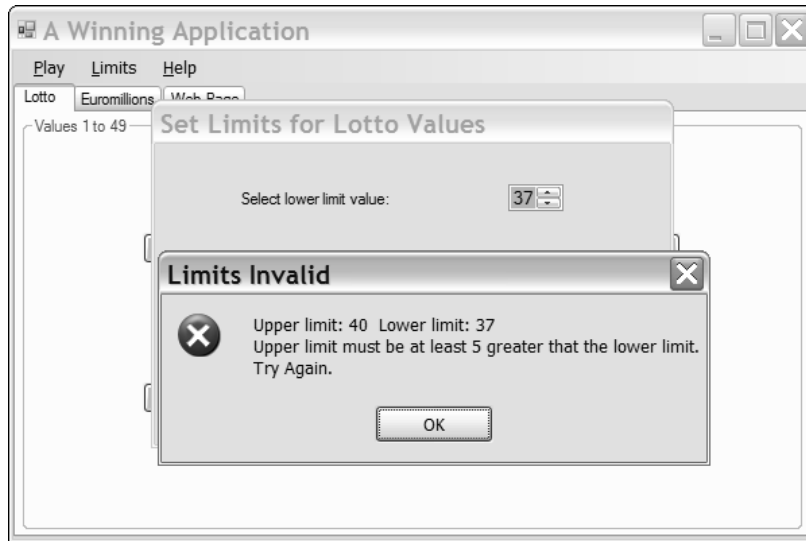 A Winning Application
Play Limits Help
Lotto Euromillions Web Page
Values 1 to 49
Set Limits for Lotto Values
Select lower limit value: 37
Limits Invalid
Upper limit: 40 Lower limit: 37
Upper limit must be at least 5 greater that the lower limit.
Try Again.
OK